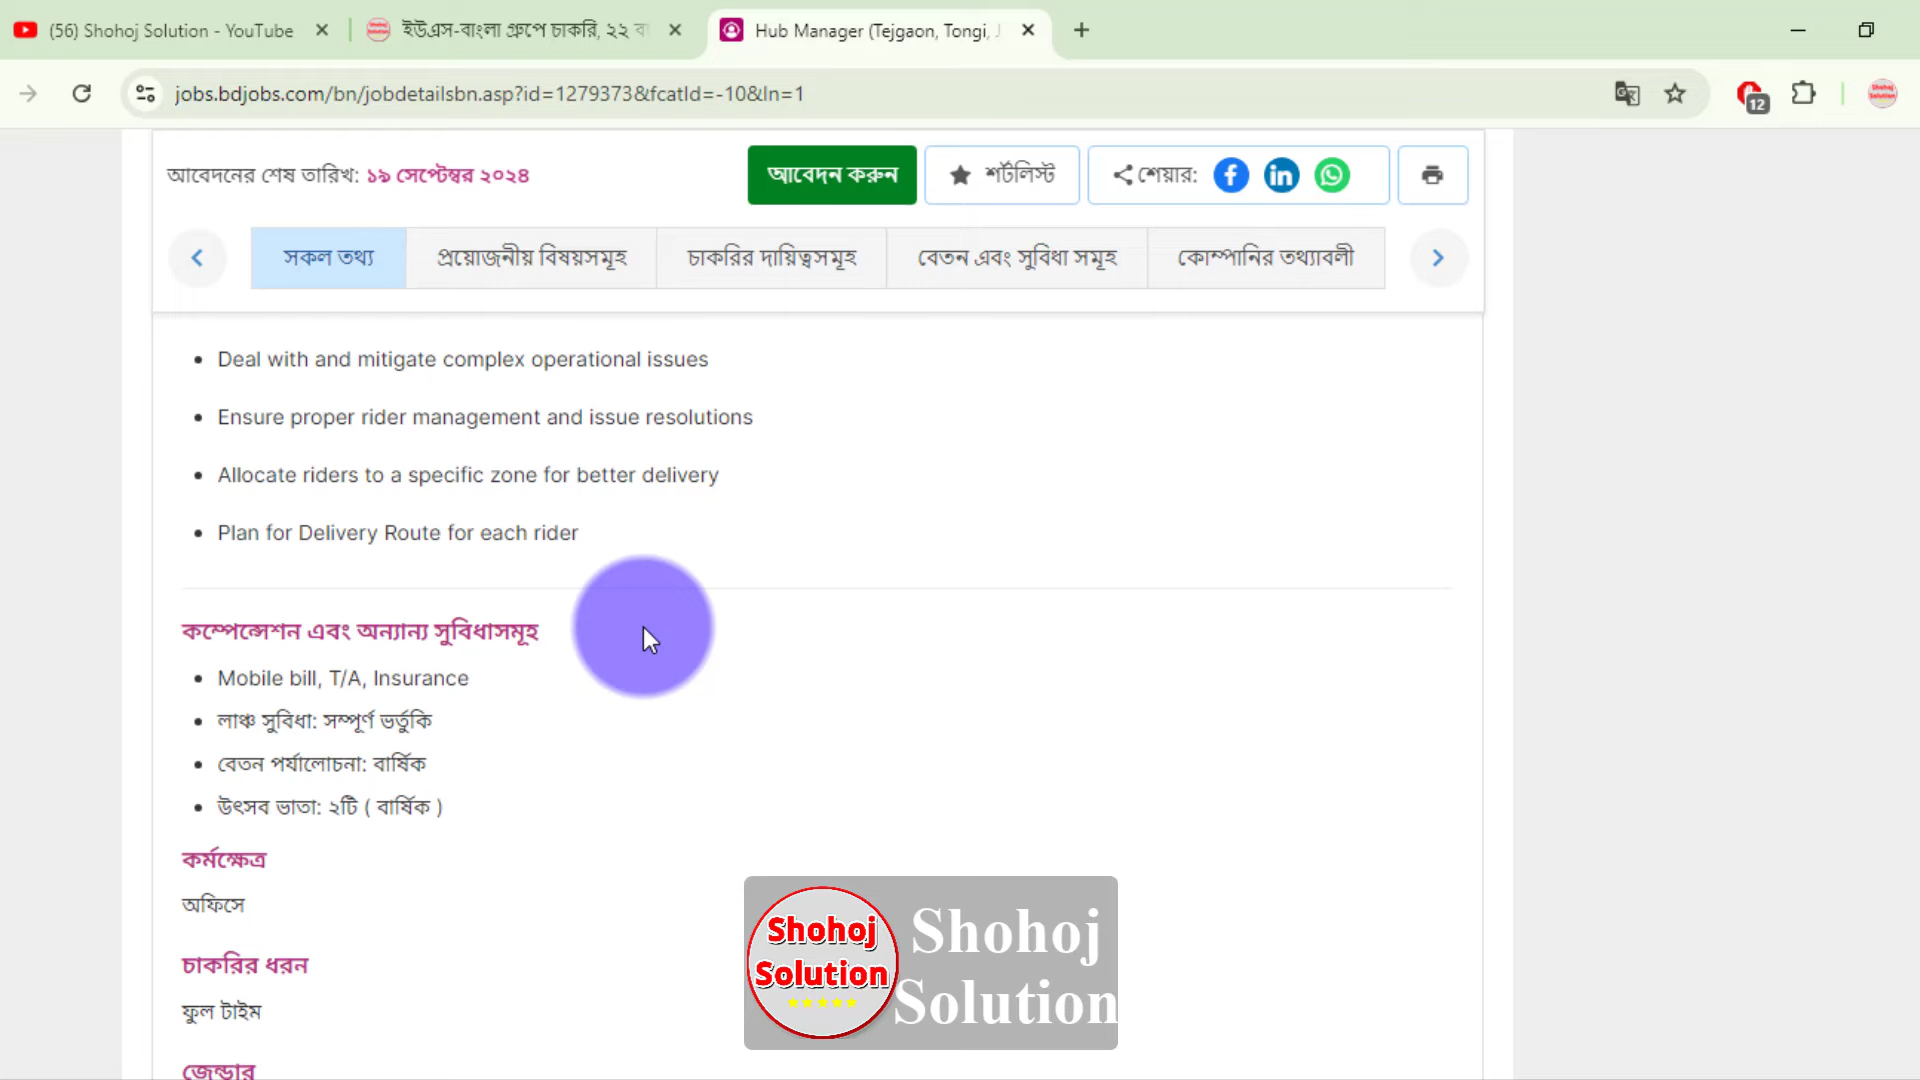 (56) Shohoj Solution - YouTube
ইউএস-বাংলা গ্রুপে চাকরি, ২২
Hub Manager (Tejgaon, Tongi,
jobs.bdjobs.com/bn/jobdetailsbn.asp?id=1279373&fcatId=-10&ln=1
12
আবেদনের শেষ তারিখ: ১৯ সেপ্টেম্বর ২০২৪
আবেদন করুন
শর্টলিস্ট
শেয়ার:
সকল তথ্য
প্রয়োজনীয় বিষয়সমূহ
চাকরির দায়িত্বসমূহ
বেতন এবং সুবিধা সমূহ
কোম্পানির তথ্যাবলী
• Deal with and mitigate complex operational issues
• Ensure proper rider management and issue resolutions
• Allocate riders to a specific zone for better delivery
• Plan for Delivery Route for each rider
কম্পেন্সেশন এবং অন্যান্য সুবিধাসমূহ
• Mobile bill, T/A, Insurance
• লাঞ্চ সুবিধা: সম্পূর্ণ ভর্তুকি
• বেতন পর্যালোচনা: বার্ষিক
• উৎসব ভাতা: ২টি ( বার্ষিক )
কর্মক্ষেত্র
অফিসে
চাকরির ধরন
ফুল টাইম
জেন্ডার
Shohoj
Solution
Shohoj
Solution